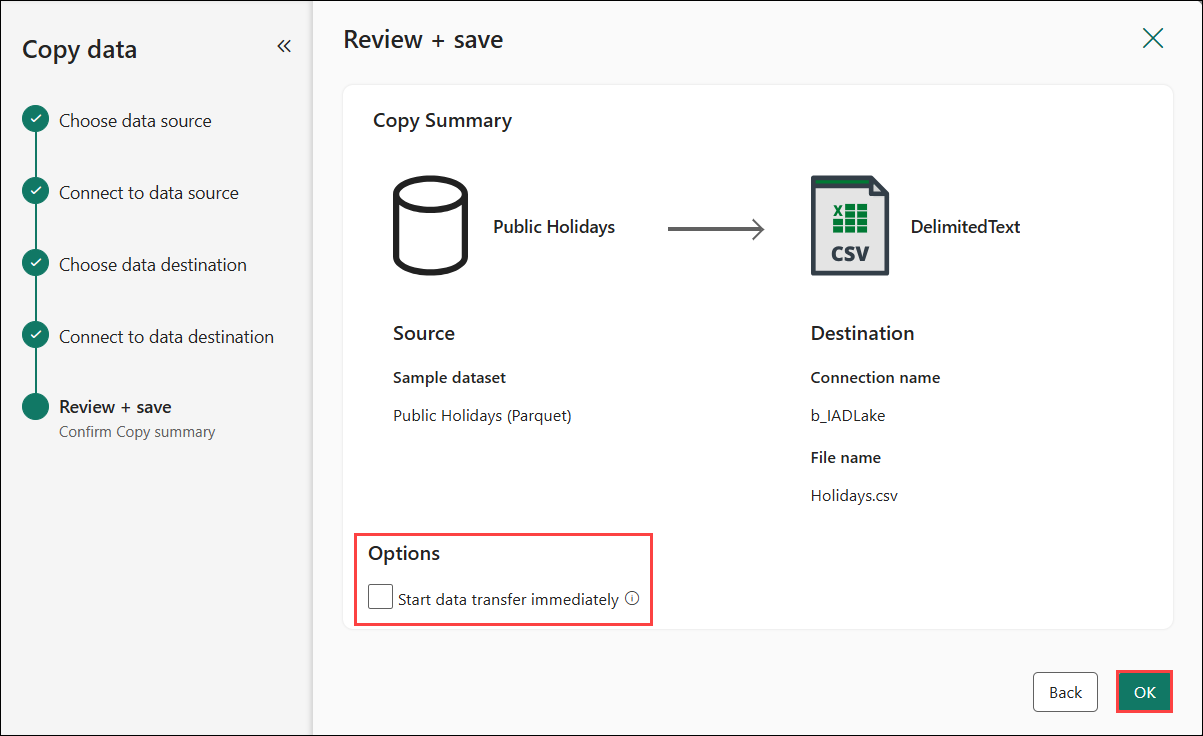 Copy data
Choose data source
Connect to data source
Choose data destination
Connect to data destination
Review + save
Confirm Copy summary
Review + save
Copy Summary
Public Holidays
X
CSV
DelimitedText
Source
Sample dataset
Public Holidays (Parquet)
Destination
Connection name
b_IADLake
File name
Holidays.csv
Options
Start data transfer immediately
Back
OK